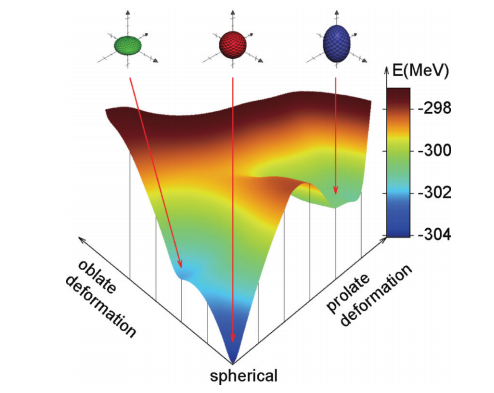 E(MeV)
-298
-300
-302
-304
oblate
deformation
prolate
deformation
spherical